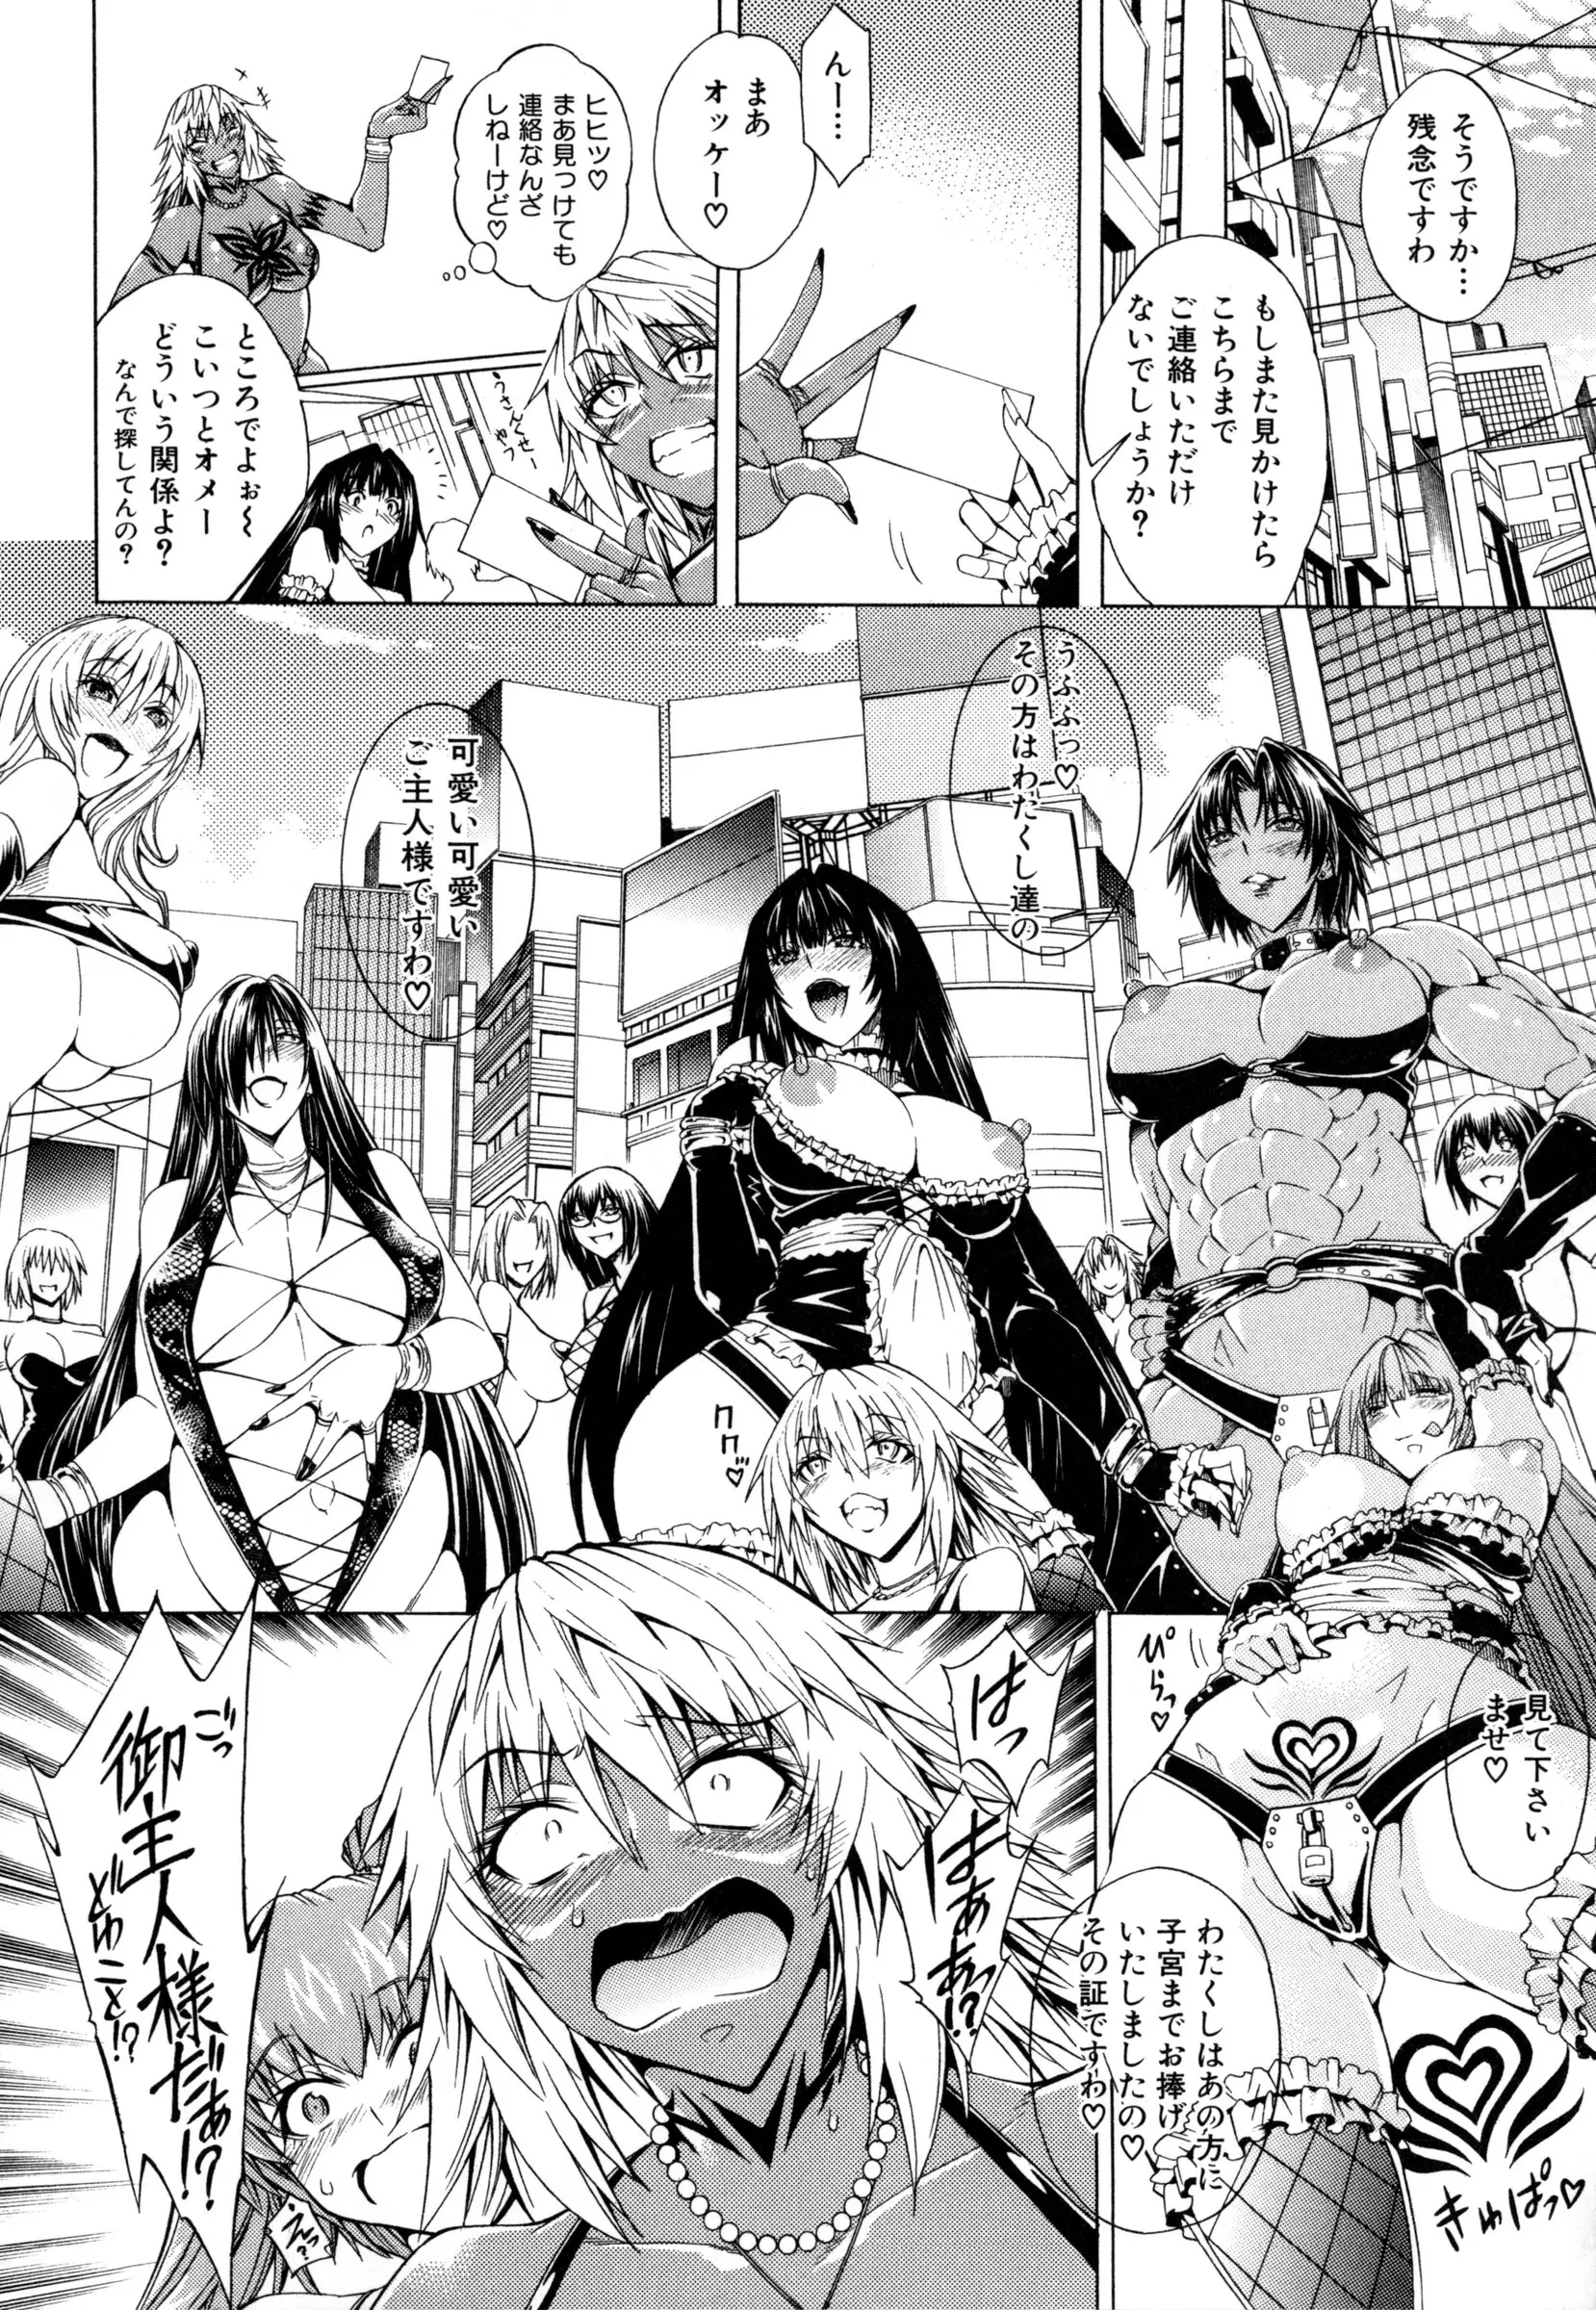 そうですか…
残念ですわ
もしまた見かけたら
こちらまで
ご連絡いただけ
ないでしょうか？
んー…
まあ
オッケー♡
ヒヒッ♡
まあ見つけても
連絡なんざ
しねーけど♡
うさんくせー
やつ
ところでよぉ～
こいつとオメー
どういう関係よ？
なんで探してんの？
うふふっ♡
その方はわたくし達の
可愛い可愛い
ご主人様ですわ♡
クククッ♡
見て下さい
ませ♡
ぴらっ♡
わたくしはあの方に
子宮までお捧げ
いたしましたの♡
その証ですわ♡
きゅぱっ♡
はっ
はあぁあっ!?
ごっ
御主人様だぁ!?
どゆこと!?
えっ?